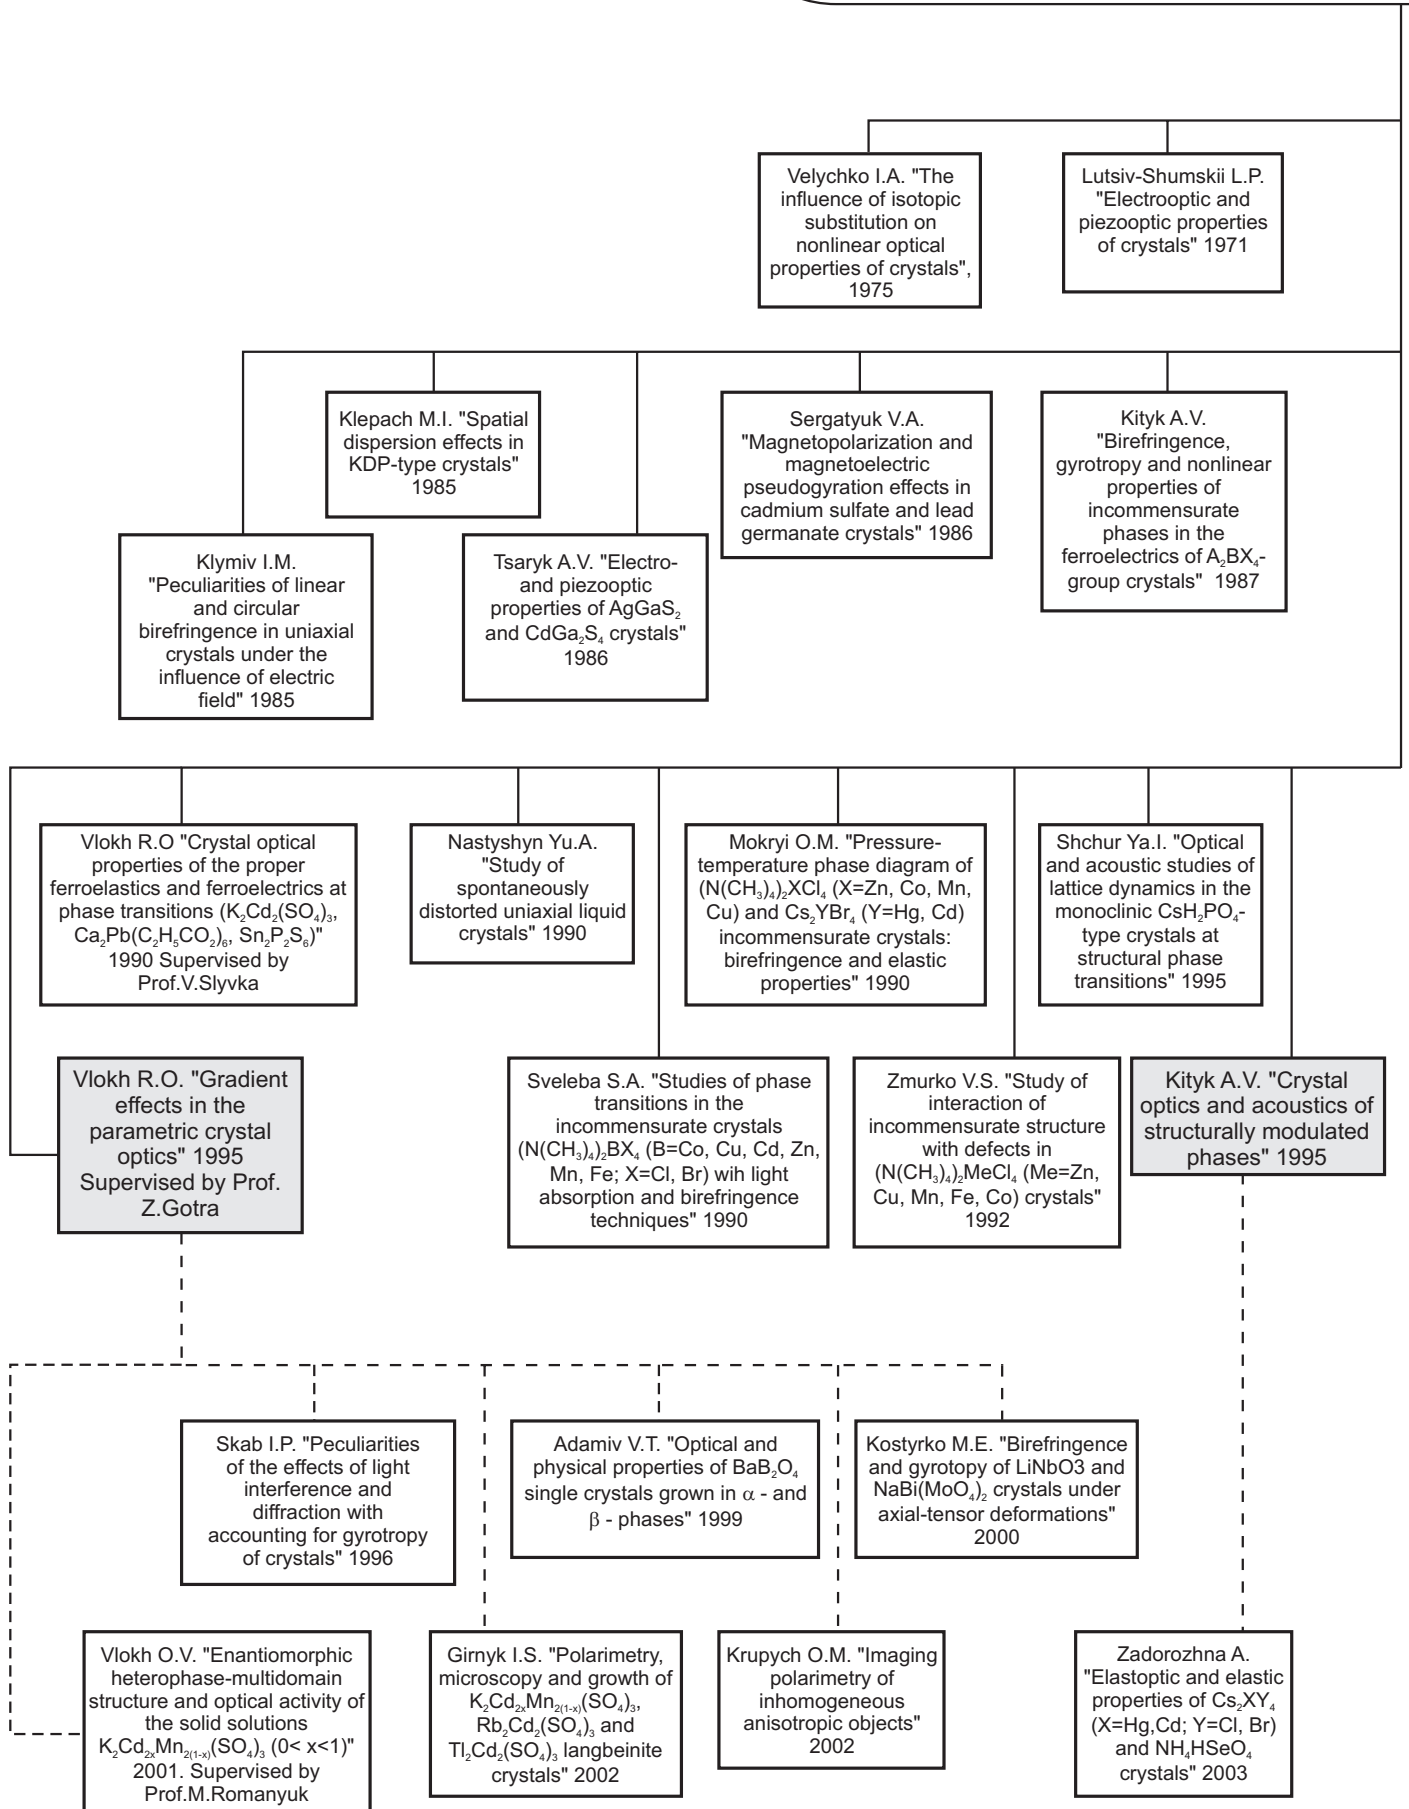 Velychko I.A. "The
influence of isotopic
substitution on
nonlinear optical
properties of crystals",
1975
Lutsiv-Shumskii L.P.
"Electrooptic and
piezooptic properties
of crystals" 1971
Klepach M.I. "Spatial
dispersion effects in
KDP-type crystals"
1985
Sergatyuk V.A.
"Magnetopolarization and
magnetoelectric
pseudogyration effects in
cadmium sulfate and lead
germanate crystals" 1986
Kityk A.V.
"Birefringence,
gyrotropy and nonlinear
properties of
incommensurate
phases in the
ferroelectrics of A₂BX₄-
group crystals" 1987
Klymiv I.M.
"Peculiarities of linear
and circular
birefringence in uniaxial
crystals under the
influence of electric
field" 1985
Tsaryk A.V. "Electro-
and piezooptic
properties of AgGaS₂
and CdGa₂S₄ crystals"
1986
Vlokh R.O "Crystal optical
properties of the proper
ferroelastics and ferroelectrics at
phase transitions (K₂Cd₂(SO₄)₃,
Ca₂Pb(C₂H₅CO₂)₆, Sn₂P₂S₆)"
1990 Supervised by
Prof.V.Slyvka
Nastyshyn Yu.A.
"Study of
spontaneously
distorted uniaxial liquid
crystals" 1990
Mokryi O.M. "Pressure-
temperature phase diagram of
(N(CH₃)₄)₂XCl₄ (X=Zn, Co, Mn,
Cu) and Cs₂YBr₄ (Y=Hg, Cd)
incommensurate crystals:
birefringence and elastic
properties" 1990
Shchur Ya.I. "Optical
and acoustic studies of
lattice dynamics in the
monoclinic CsH₂PO₄-
type crystals at
structural phase
transitions" 1995
Vlokh R.O. "Gradient
effects in the
parametric crystal
optics" 1995
Supervised by Prof.
Z.Gotra
Sveleba S.A. "Studies of phase
transitions in the
incommensurate crystals
(N(CH₃)₄)₂BX₄ (B=Co, Cu, Cd, Zn,
Mn, Fe; X=Cl, Br) wih light
absorption and birefringence
techniques" 1990
Zmurko V.S. "Study of
interaction of
incommensurate structure
with defects in
(N(CH₃)₄)₂MeCl₄ (Me=Zn,
Cu, Mn, Fe, Co) crystals"
1992
Kityk A.V. "Crystal
optics and acoustics of
structurally modulated
phases" 1995
Skab I.P. "Peculiarities
of the effects of light
interference and
diffraction with
accounting for gyrotropy
of crystals" 1996
Adamiv V.T. "Optical and
physical properties of BaB₂O₄
single crystals grown in α - and
β - phases" 1999
Kostyrko M.E. "Birefringence
and gyrotopy of LiNbO3 and
NaBi(MoO₄)₂ crystals under
axial-tensor deformations"
2000
Vlokh O.V. "Enantiomorphic
heterophase-multidomain
structure and optical activity of
the solid solutions
K₂Cd₂ₓMn₂₍₁₋ₓ₎(SO₄)₃ (0< x<1)"
2001. Supervised by
Prof.M.Romanyuk
Girnyk I.S. "Polarimetry,
microscopy and growth of
K₂Cd₂ₓMn₂₍₁₋ₓ₎(SO₄)₃,
Rb₂Cd₂(SO₄)₃ and
Tl₂Cd₂(SO₄)₃ langbeinite
crystals" 2002
Krupych O.M. "Imaging
polarimetry of
inhomogeneous
anisotropic objects"
2002
Zadorozhna A.
"Elastoptic and elastic
properties of Cs₂XY₄
(X=Hg,Cd; Y=Cl, Br)
and NH₄HSeO₄
crystals" 2003